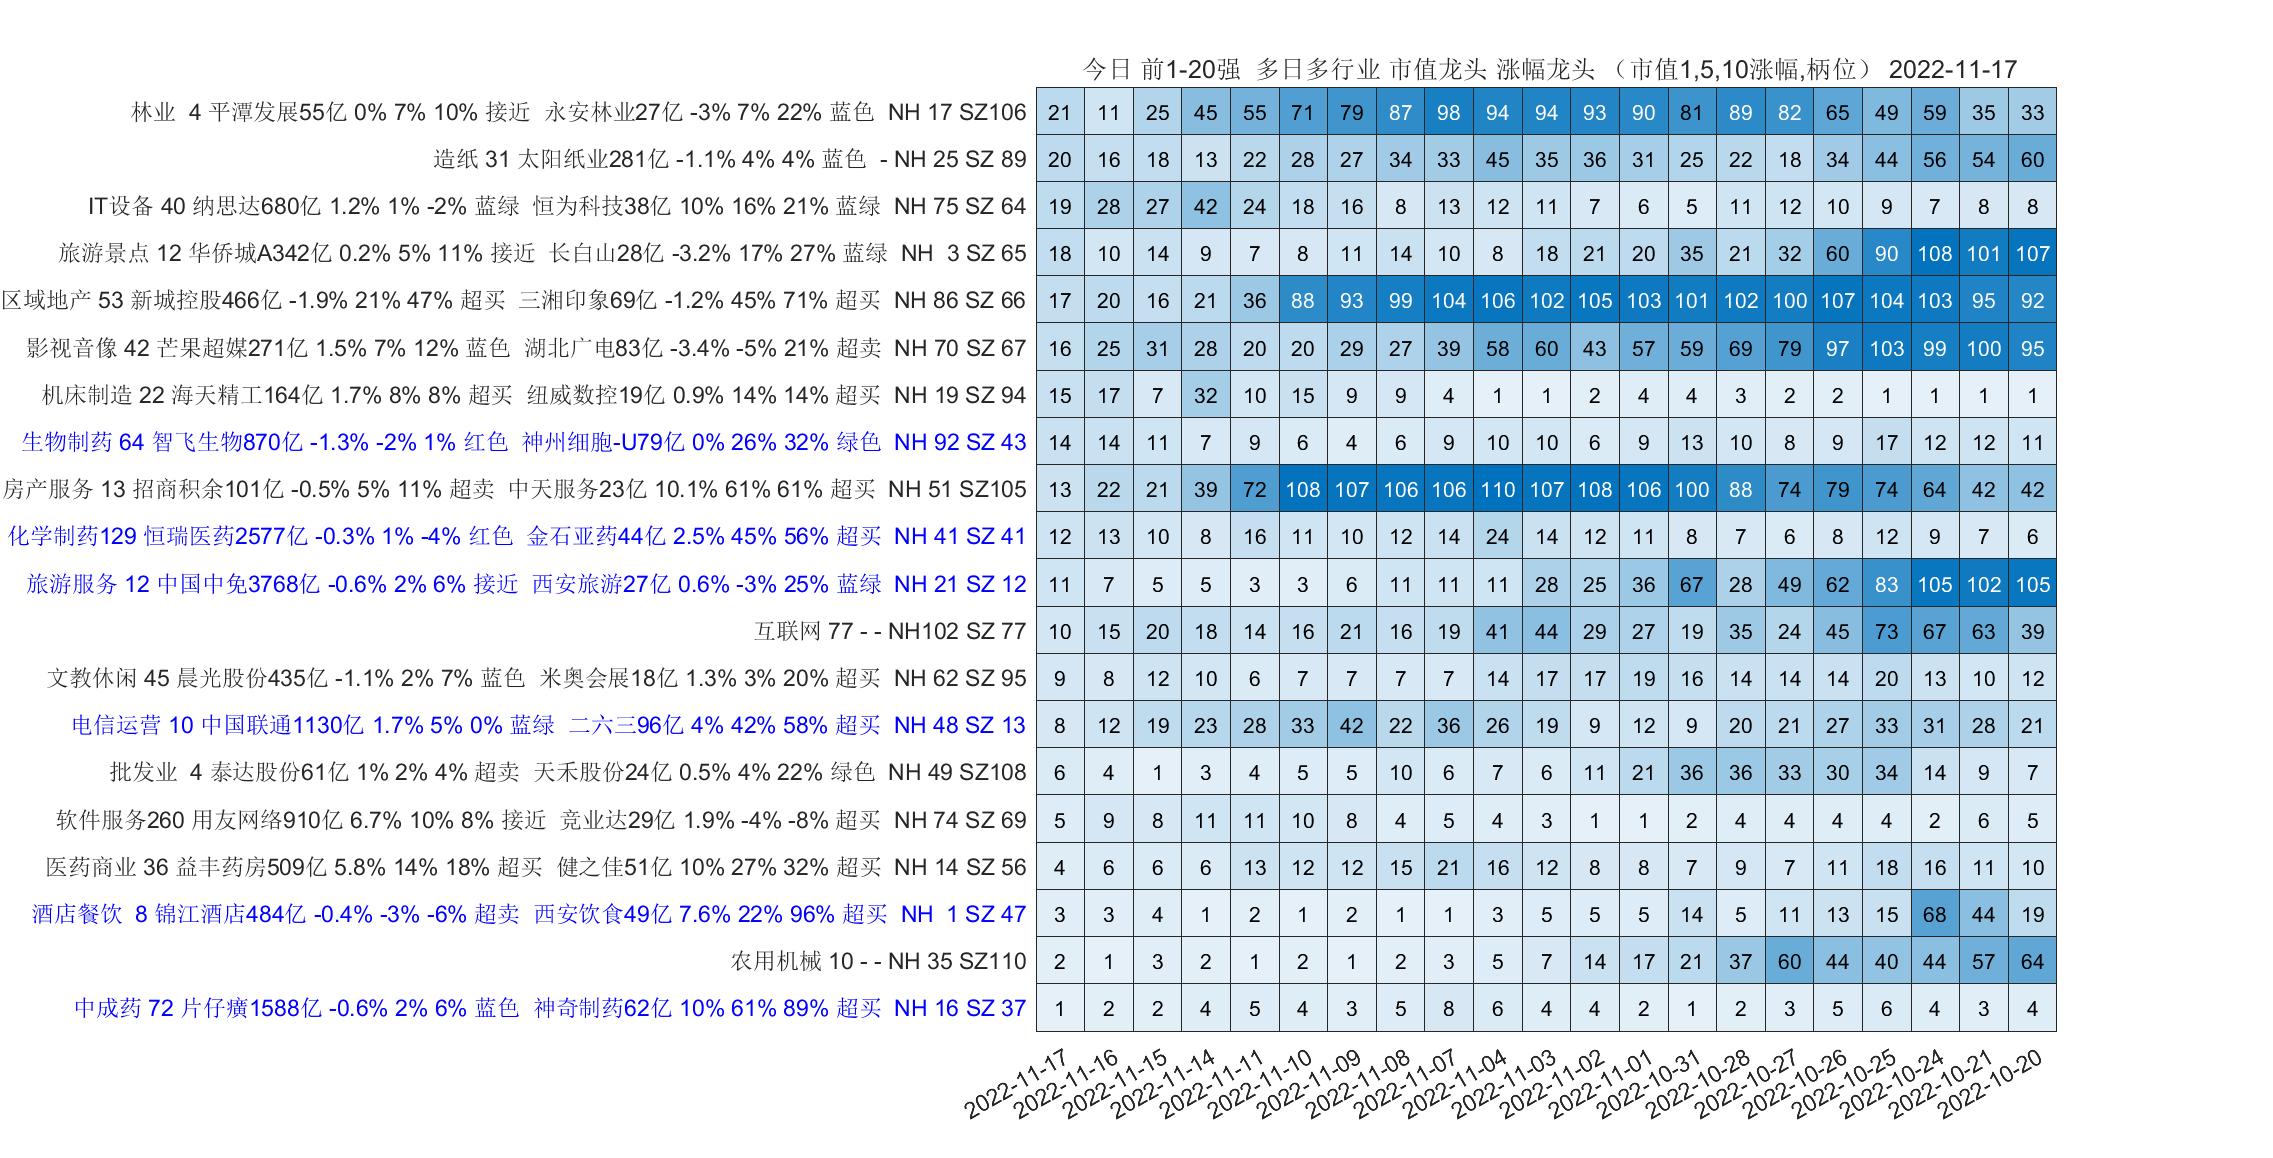 今日 前1-20强 多日多行业 市值龙头 涨幅龙头 （市值1,5,10涨幅,柄位） 2022-11-17
林业 4 平潭发展55亿 0% 7% 10% 接近 永安林业27亿 -3% 7% 22% 蓝色 NH 17 SZ106 21 11 25 45 55 71 79 87 98 94 94 93 90 81 89 82 65 49 59 35 33
造纸 31 太阳纸业281亿 -1.1% 4% 4% 蓝色 - NH 25 SZ 89 20 16 18 13 22 28 27 34 33 45 35 36 31 25 22 18 34 44 56 54 60
IT设备 40 纳思达680亿 1.2% 1% -2% 蓝绿 恒为科技38亿 10% 16% 21% 蓝绿 NH 75 SZ 64 19 28 27 42 24 18 16 8 13 12 11 7 6 5 11 12 10 9 7 8 8
旅游景点 12 华侨城A342亿 0.2% 5% 11% 接近 长白山28亿 -3.2% 17% 27% 蓝绿 NH 3 SZ 65 18 10 14 9 7 8 11 14 10 8 18 21 20 35 21 32 60 90 108 101 107
区域地产 53 新城控股466亿 -1.9% 21% 47% 超买 三湘印象69亿 -1.2% 45% 71% 超买 NH 86 SZ 66 17 20 16 21 36 88 93 99 104 106 102 105 103 101 102 100 107 104 103 95 92
影视音像 42 芒果超媒271亿 1.5% 7% 12% 蓝色 湖北广电83亿 -3.4% -5% 21% 超卖 NH 70 SZ 67 16 25 31 28 20 20 29 27 39 58 60 43 57 59 69 79 97 103 99 100 95
机床制造 22 海天精工164亿 1.7% 8% 8% 超买 纽威数控19亿 0.9% 14% 14% 超买 NH 19 SZ 94 15 17 7 32 10 15 9 9 4 1 1 2 4 4 3 2 2 1 1 1 1
生物制药 64 智飞生物870亿 -1.3% -2% 1% 红色 神州细胞-U79亿 0% 26% 32% 绿色 NH 92 SZ 43 14 14 11 7 9 6 4 6 9 10 10 6 9 13 10 8 9 17 12 12 11
房产服务 13 招商积余101亿 -0.5% 5% 11% 超卖 中天服务23亿 10.1% 61% 61% 超买 NH 51 SZ105 13 22 21 39 72 108 107 106 106 110 107 108 106 100 88 74 79 74 64 42 42
化学制药129 恒瑞医药2577亿 -0.3% 1% -4% 红色 金石亚药44亿 2.5% 45% 56% 超买 NH 41 SZ 41 12 13 10 8 16 11 10 12 14 24 14 12 11 8 7 6 8 12 9 7 6
旅游服务 12 中国中免3768亿 -0.6% 2% 6% 接近 西安旅游27亿 0.6% -3% 25% 蓝绿 NH 21 SZ 12 11 7 5 5 3 3 6 11 11 11 28 25 36 67 28 49 62 83 105 102 105
互联网 77 - - NH102 SZ 77 10 15 20 18 14 16 21 16 19 41 44 29 27 19 35 24 45 73 67 63 39
文教休闲 45 晨光股份435亿 -1.1% 2% 7% 蓝色 米奥会展18亿 1.3% 3% 20% 超买 NH 62 SZ 95 9 8 12 10 6 7 7 7 7 14 17 17 19 16 14 14 14 20 13 10 12
电信运营 10 中国联通1130亿 1.7% 5% 0% 蓝绿 二六三96亿 4% 42% 58% 超买 NH 48 SZ 13 8 12 19 23 28 33 42 22 36 26 19 9 12 9 20 21 27 33 31 28 21
批发业 4 泰达股份61亿 1% 2% 4% 超卖 天禾股份24亿 0.5% 4% 22% 绿色 NH 49 SZ108 6 4 1 3 4 5 5 10 6 7 6 11 21 36 36 33 30 34 14 9 7
软件服务260 用友网络910亿 6.7% 10% 8% 接近 竞业达29亿 1.9% -4% -8% 超买 NH 74 SZ 69 5 9 8 11 11 10 8 4 5 4 3 1 1 2 4 4 4 4 2 6 5
医药商业 36 益丰药房509亿 5.8% 14% 18% 超买 健之佳51亿 10% 27% 32% 超买 NH 14 SZ 56 4 6 6 6 13 12 12 15 21 16 12 8 8 7 9 7 11 18 16 11 10
酒店餐饮 8 锦江酒店484亿 -0.4% -3% -6% 超卖 西安饮食49亿 7.6% 22% 96% 超买 NH 1 SZ 47 3 3 4 1 2 1 2 1 1 3 5 5 5 14 5 11 13 15 68 44 19
农用机械 10 - - NH 35 SZ110 2 1 3 2 1 2 1 2 3 5 7 14 17 21 37 60 44 40 44 57 64
中成药 72 片仔癀1588亿 -0.6% 2% 6% 蓝色 神奇制药62亿 10% 61% 89% 超买 NH 16 SZ 37 1 2 2 4 5 4 3 5 8 6 4 4 2 1 2 3 5 6 4 3 4
2022-11-17 2022-11-16 2022-11-15 2022-11-14 2022-11-11 2022-11-10 2022-11-09 2022-11-08 2022-11-07 2022-11-04 2022-11-03 2022-11-02 2022-11-01 2022-10-31 2022-10-28 2022-10-27 2022-10-26 2022-10-25 2022-10-24 2022-10-21 2022-10-20